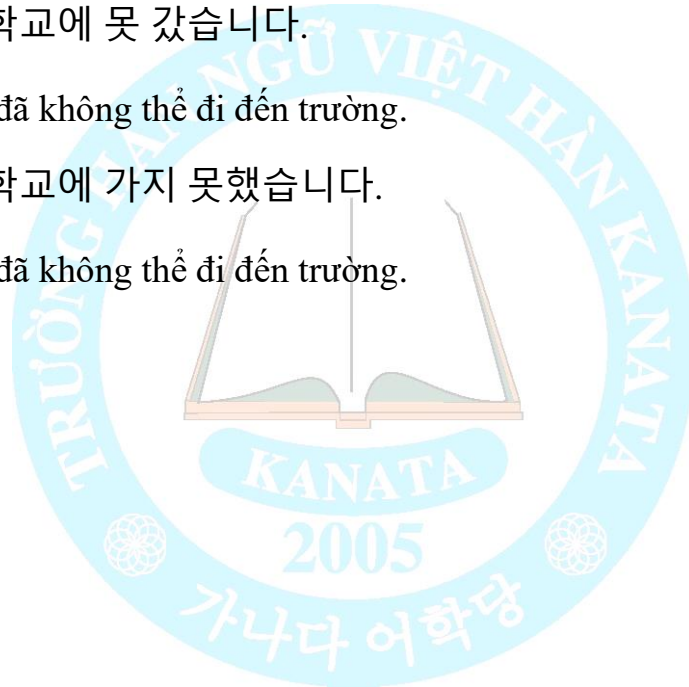 학교에 못 갔습니다.
đã không thể đi đến trường.
학교에 가지 못했습니다.
đã không thể đi đến trường.
TRƯỜNG HÀN NGỮ VIỆT HÀN KANATA
KANATA
2005
가나다 어학당